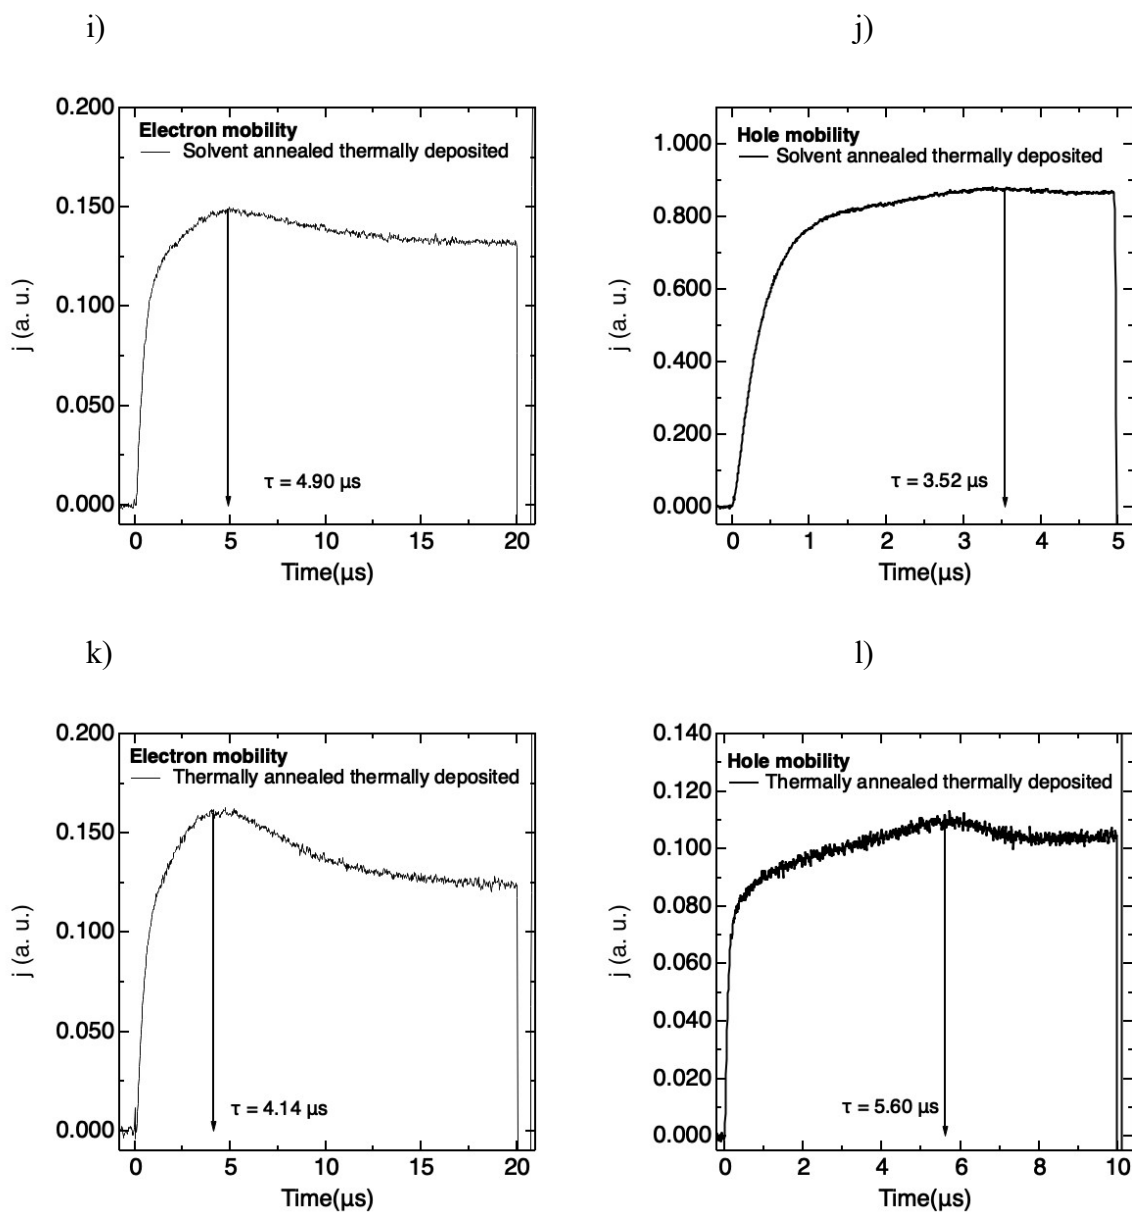 i)
j)
0.200
0.150
0.100
0.050
0.000
j (a. u.)
Electron mobility
Solvent annealed thermally deposited
τ = 4.90 µs
0 5 10 15 20
Time(µs)
1.000
0.800
0.600
0.400
0.200
0.000
j (a. u.)
Hole mobility
Solvent annealed thermally deposited
τ = 3.52 µs
0 1 2 3 4 5
Time(µs)
k)
l)
0.200
0.150
0.100
0.050
0.000
j (a. u.)
Electron mobility
Thermally annealed thermally deposited
τ = 4.14 µs
0 5 10 15 20
Time(µs)
0.140
0.120
0.100
0.080
0.060
0.040
0.020
0.000
j (a. u.)
Hole mobility
Thermally annealed thermally deposited
τ = 5.60 µs
0 2 4 6 8 10
Time(µs)